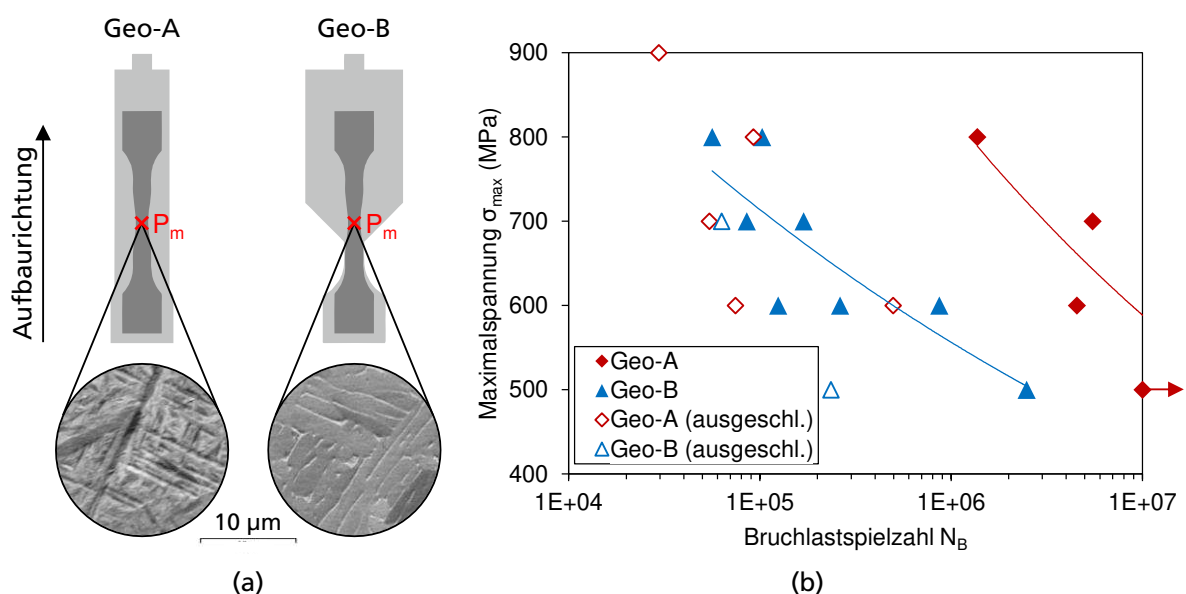 Geo-A
Geo-B
Aufbaurichtung
Pm
Pm
10 µm
(a)
Maximalspannung σmax (MPa)
900
800
700
600
500
400
Geo-A
Geo-B
Geo-A (ausgeschl.)
Geo-B (ausgeschl.)
1E+04
1E+05
1E+06
1E+07
Bruchlastspielzahl NB
(b)